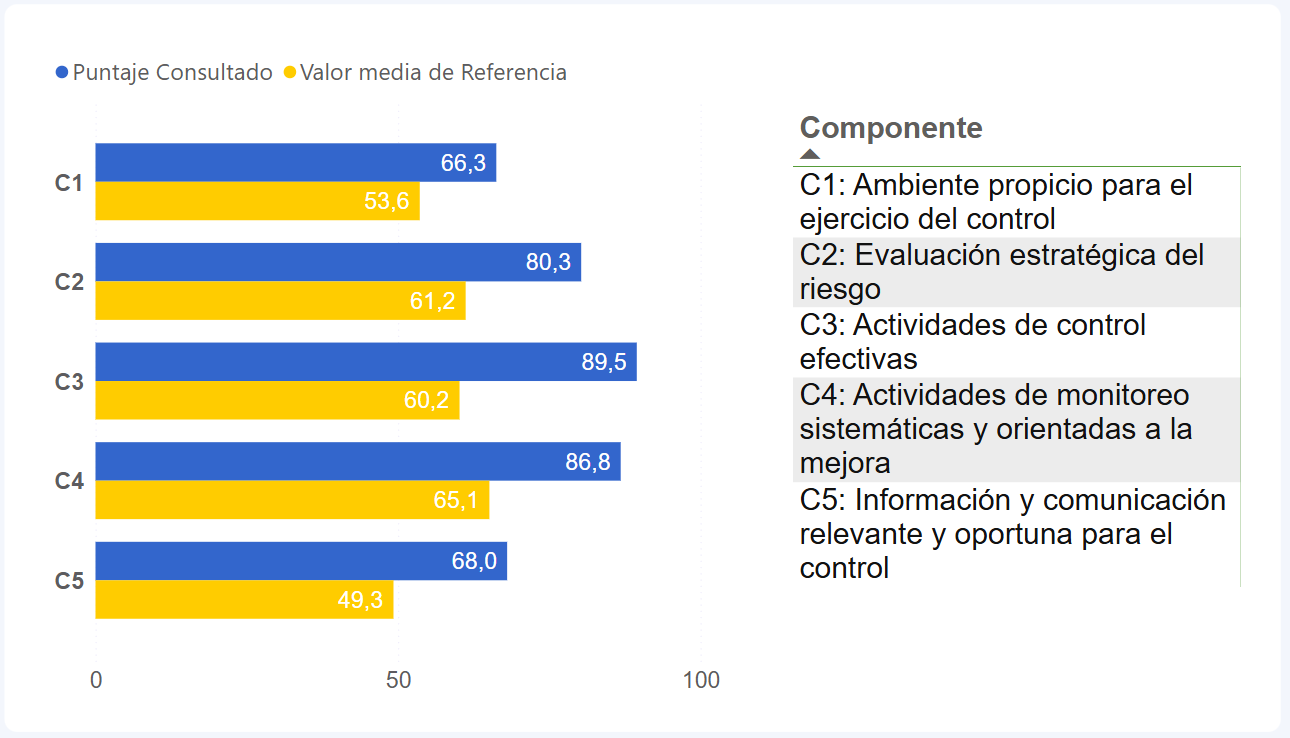 Puntaje Consultado Valor media de Referencia
C1
66,3
53,6
C2
80,3
61,2
C3
89,5
60,2
C4
86,8
65,1
C5
68,0
49,3
0 50 100
Componente
C1: Ambiente propicio para el
ejercicio del control
C2: Evaluación estratégica del
riesgo
C3: Actividades de control
efectivas
C4: Actividades de monitoreo
sistemáticas y orientadas a la
mejora
C5: Información y comunicación
relevante y oportuna para el
control